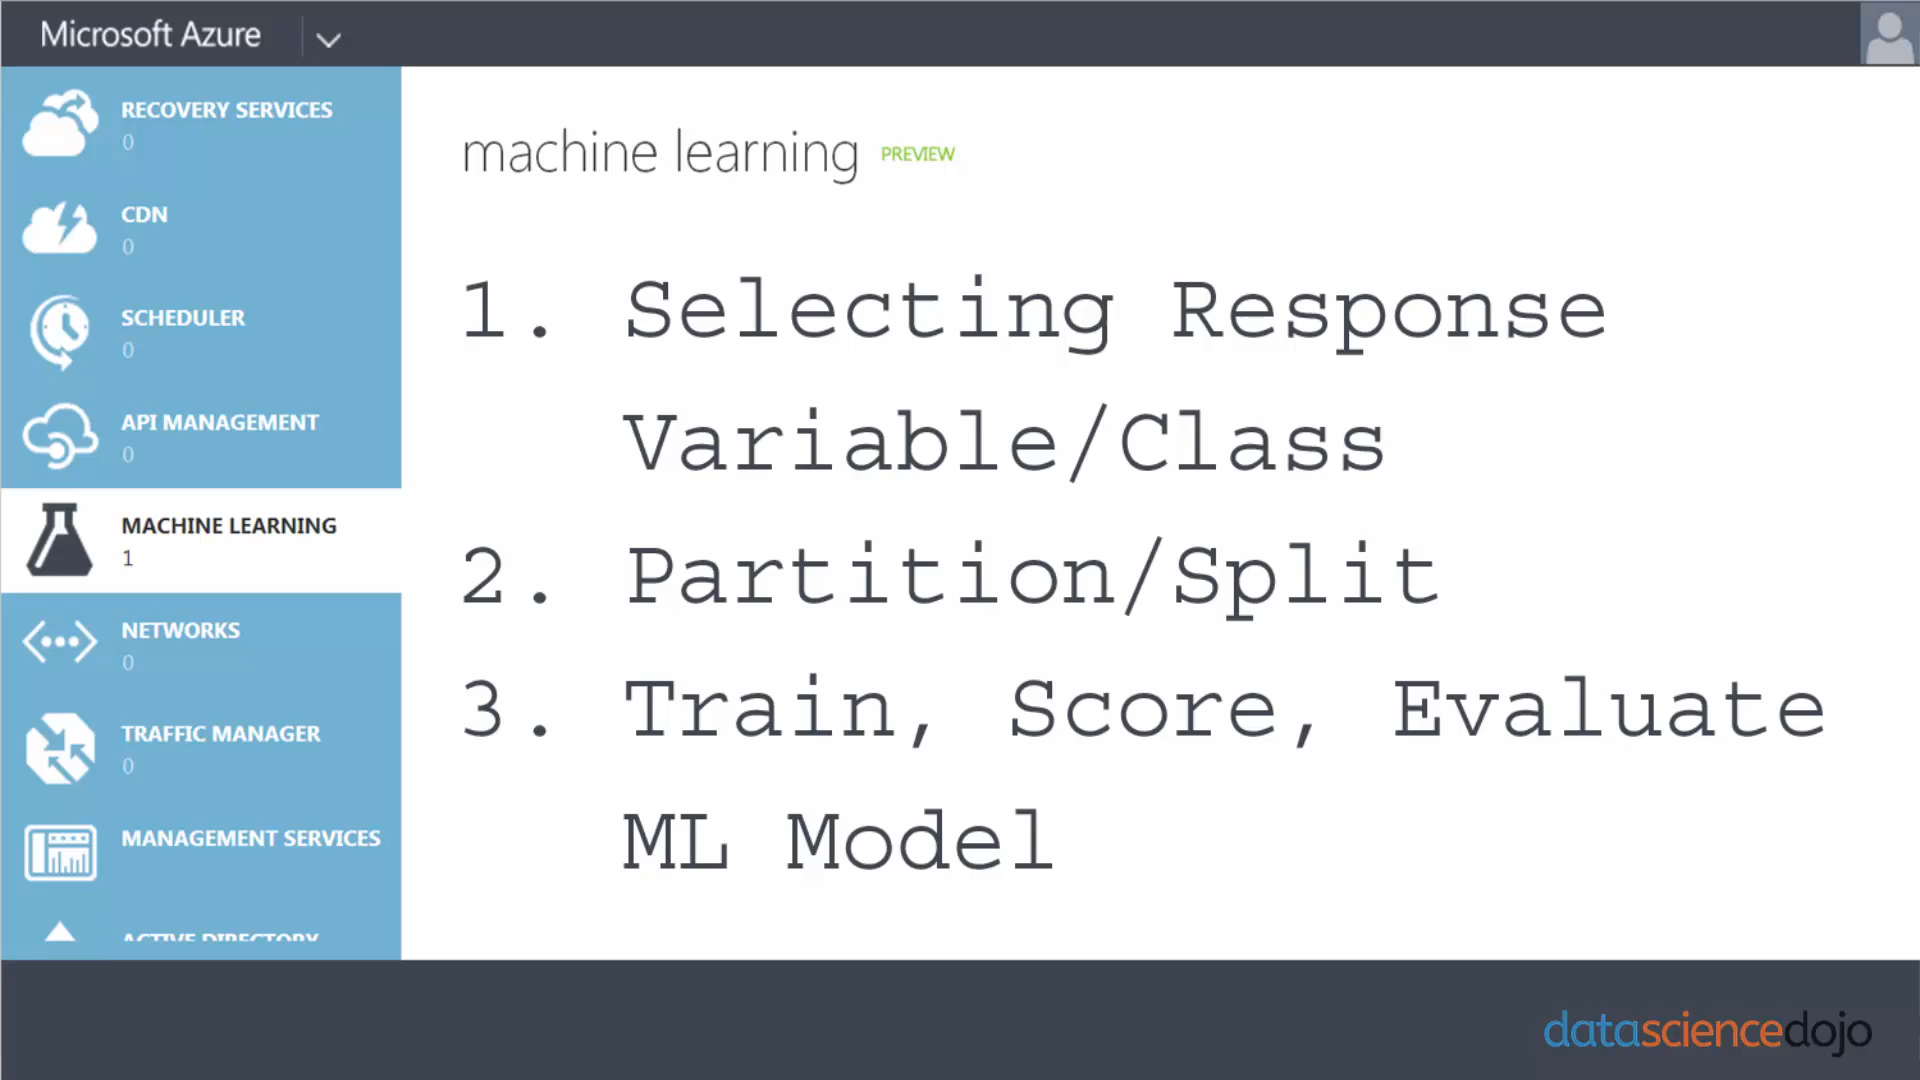 Microsoft Azure
RECOVERY SERVICES
0
CDN
0
SCHEDULER
0
API MANAGEMENT
0
MACHINE LEARNING
1
NETWORKS
0
TRAFFIC MANAGER
0
MANAGEMENT SERVICES
ACTIVE DIRECTORY
machine learning PREVIEW
1. Selecting Response
Variable/Class
2. Partition/Split
3. Train, Score, Evaluate
ML Model
datasciencedojo